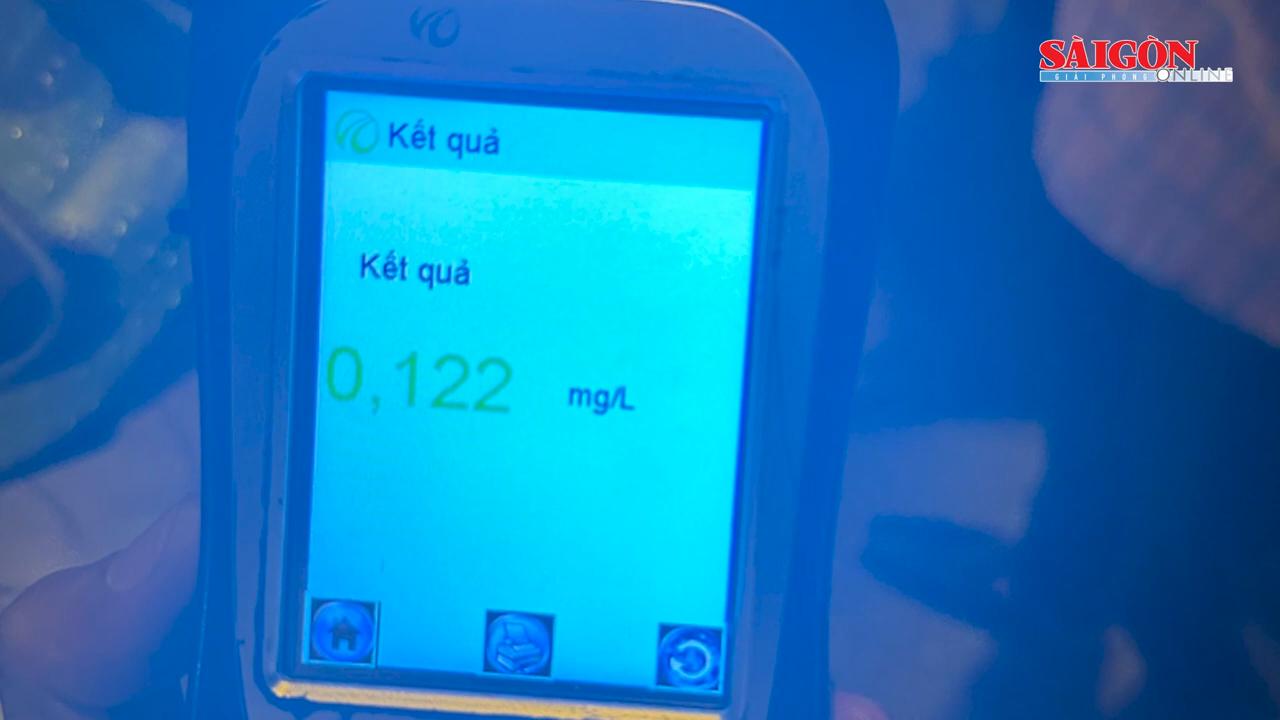 SÀIGÒN
GIẢI PHÓNG ONLINE
Kết quả
Kết quả
0,122 mg/L